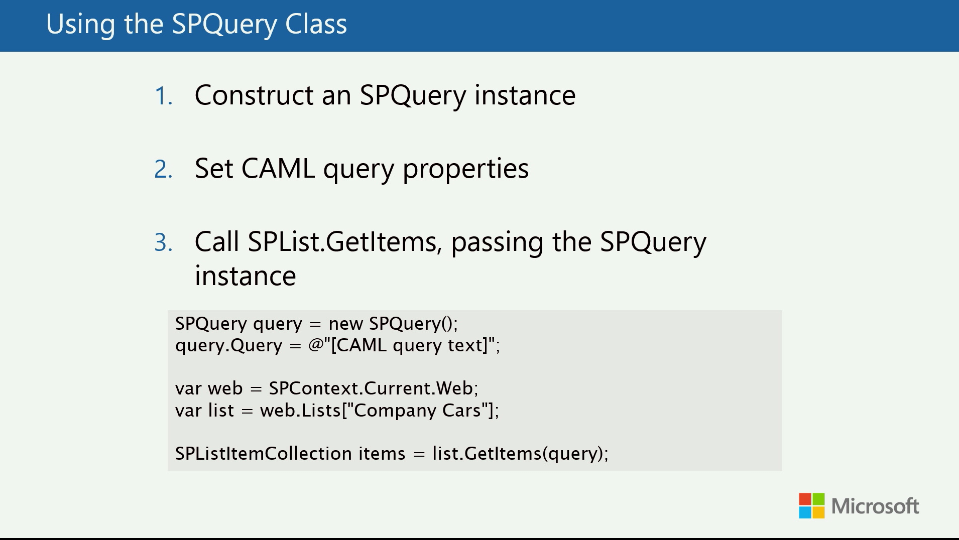 Using the SPQuery Class
1. Construct an SPQuery instance
2. Set CAML query properties
3. Call SPList.GetItems, passing the SPQuery
instance
SPQuery query = new SPQuery();
query.Query = @"[CAML query text]";
var web = SPContext.Current.Web;
var list = web.Lists["Company Cars"];
SPListItemCollection items = list.GetItems(query);
Microsoft